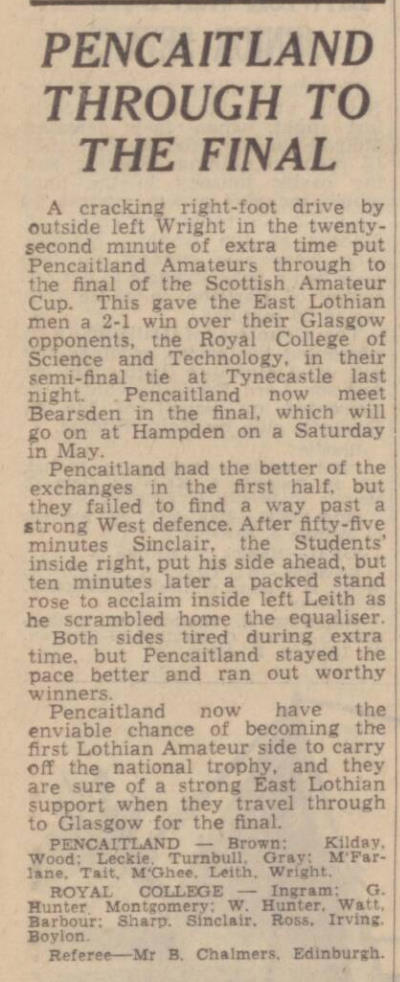 PENCAITLAND
THROUGH TO
THE FINAL
A cracking right-foot drive by
outside left Wright in the twenty-
second minute of extra time put
Pencaitland Amateurs through to
the final of the Scottish Amateur
Cup. This gave the East Lothian
men a 2-1 win over their Glasgow
opponents, the Royal College of
Science and Technology, in their
semi-final tie at Tynecastle last
night. Pencaitland now meet
Bearsden in the final, which will
go on at Hampden on a Saturday
in May.
Pencaitland had the better of the
exchanges in the first half, but
they failed to find a way past a
strong West defence. After fifty-five
minutes Sinclair, the Students'
inside right, put his side ahead, but
ten minutes later a packed stand
rose to acclaim inside left Leith as
he scrambled home the equaliser.
Both sides tired during extra
time, but Pencaitland stayed the
pace better and ran out worthy
winners.
Pencaitland now have the
enviable chance of becoming the
first Lothian Amateur side to carry
off the national trophy, and they
are sure of a strong East Lothian
support when they travel through
to Glasgow for the final.
PENCAITLAND — Brown; Kilday,
Wood; Leckie, Turnbull, Gray; M'Far-
lane, Tait, M'Ghee, Leith, Wright.
ROYAL COLLEGE — Ingram; G.
Hunter Montgomery; W. Hunter, Watt,
Barbour; Sharp, Sinclair, Ross, Irving,
Boylon.
Referee—Mr B. Chalmers, Edinburgh.